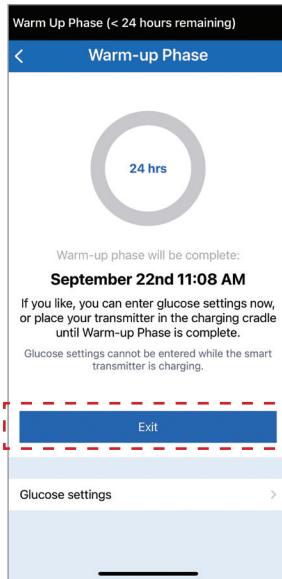 Warm Up Phase (< 24 hours remaining)
Warm-up Phase
24 hrs
Warm-up phase will be complete:
September 22nd 11:08 AM
If you like, you can enter glucose settings now,
or place your transmitter in the charging cradle
until Warm-up Phase is complete.
Glucose settings cannot be entered while the smart
transmitter is charging.
Exit
Glucose settings